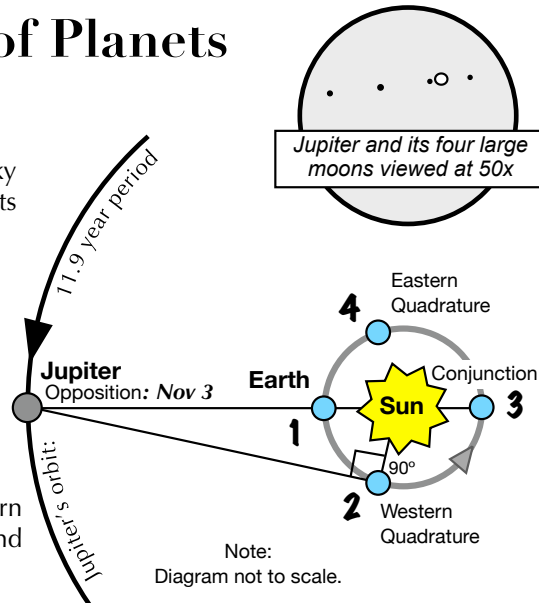 of Planets
Jupiter and its four large
moons viewed at 50x
11.9 year period
Eastern
Quadrature
4
Jupiter
Opposition: Nov 3
Earth
Sun
Conjunction
1
3
90º
2
Western
Quadrature
Jupiter's orbit:
Note:
Diagram not to scale.